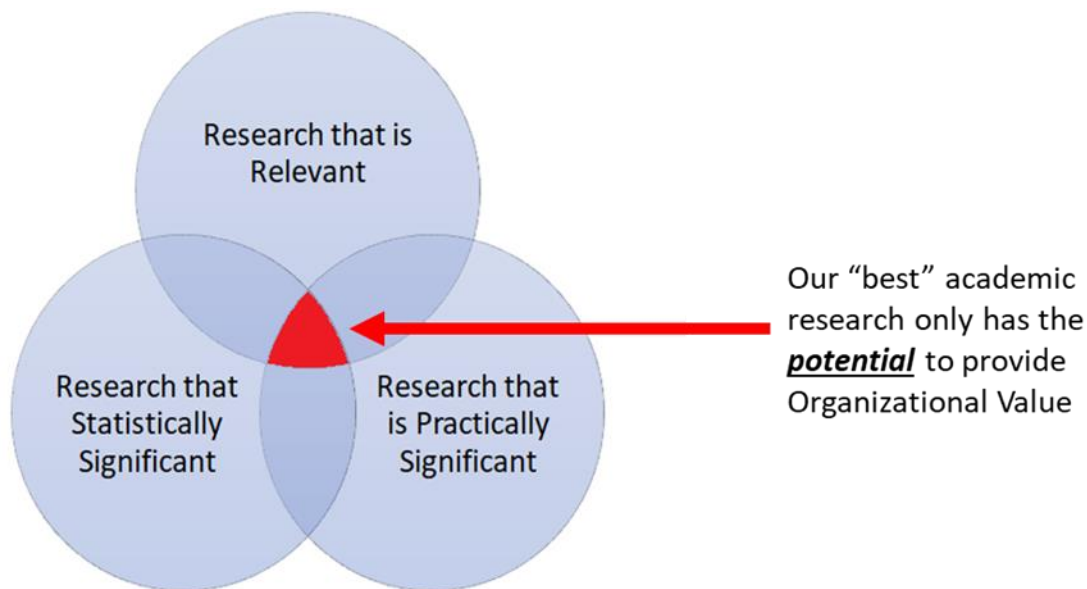 Research that is
Relevant
Our “best” academic
research only has the
potential to provide
Organizational Value
Research that
Statistically
Significant
Research that
is Practically
Significant